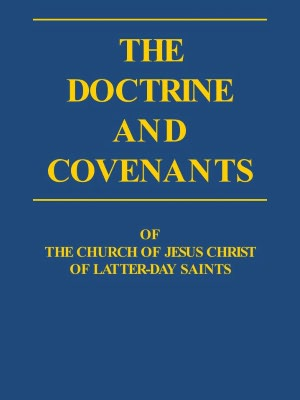 THE
DOCTRINE
AND
COVENANTS
OF
THE CHURCH OF JESUS CHRIST
OF LATTER-DAY SAINTS